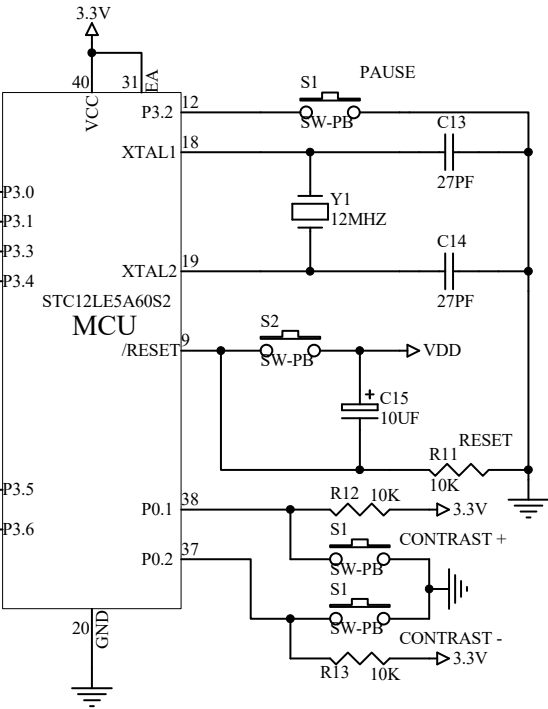 3.3V
40
31
VCC
EA
P3.2
12
S1
PAUSE
SW-PB
XTAL1
18
C13
27PF
P3.0
P3.1
P3.3
P3.4
Y1
12MHZ
XTAL2
19
C14
27PF
STC12LE5A60S2
MCU
/RESET
9
S2
SW-PB
VDD
C15
10UF
RESET
R11
10K
P3.5
P3.6
P0.1
38
R12
10K
3.3V
S1
CONTRAST +
SW-PB
P0.2
37
S1
SW-PB
CONTRAST -
R13
10K
3.3V
20
GND